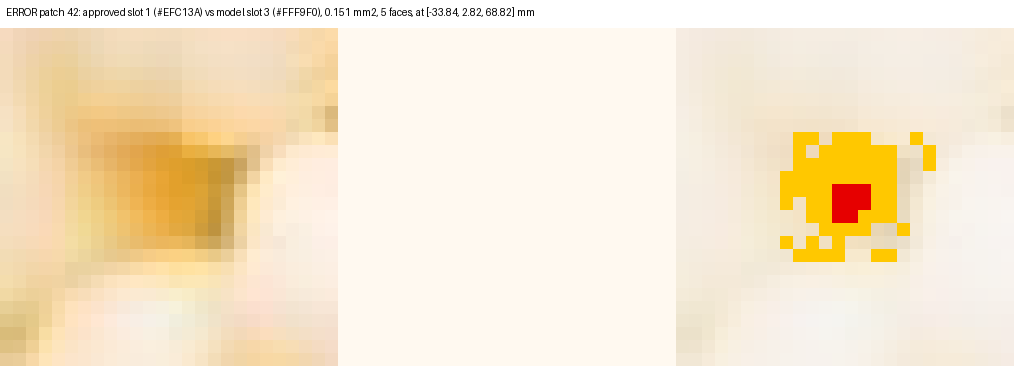 ERROR patch 42: approved slot 1 (#EFC13A) vs model slot 3 (#FFF9F0), 0.151 mm2, 5 faces, at [-33.84, 2.82, 68.82] mm